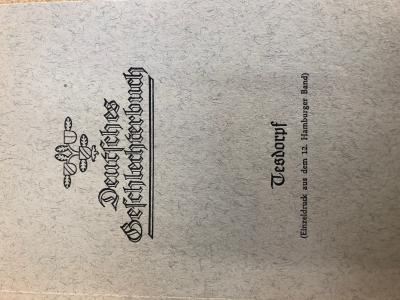 Deutsches
Geschlechterbuch
Tesdorpf
(Einzeldruck aus dem 12. Hamburger Band)